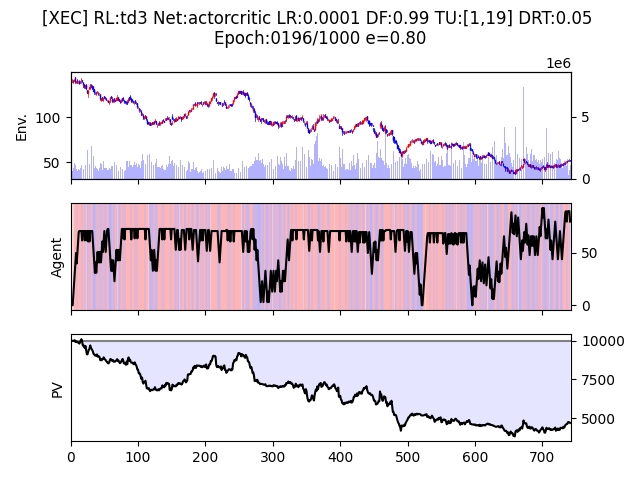 [XEC] RL:td3 Net:actorcritic LR:0.0001 DF:0.99 TU:[1,19] DRT:0.05
Epoch:0196/1000 e=0.80
1e6
Env.
100
50
5
0
Agent
50
0
PV
10000
7500
5000
0 100 200 300 400 500 600 700